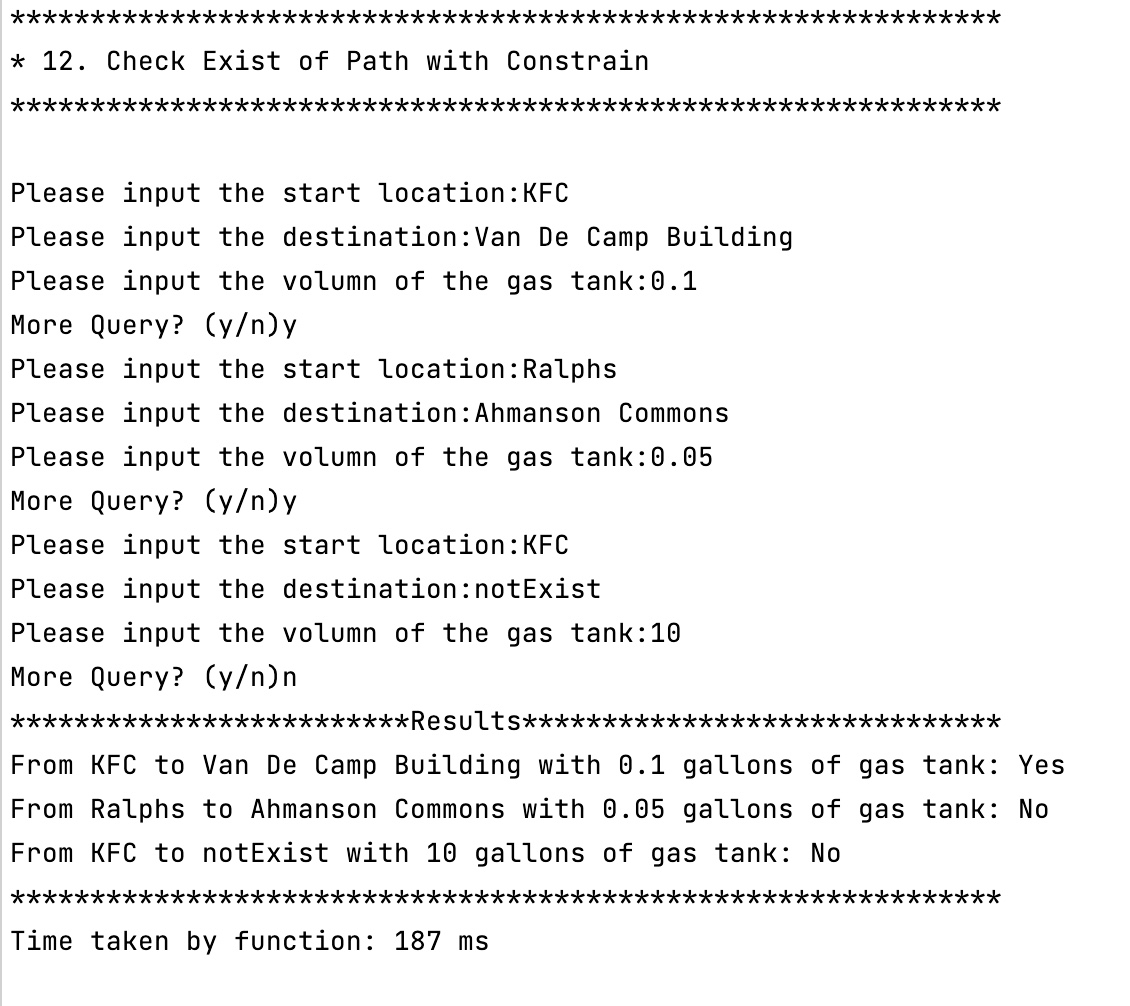 **************************************************************
* 12. Check Exist of Path with Constrain
**************************************************************
Please input the start location:KFC
Please input the destination:Van De Camp Building
Please input the volumn of the gas tank:0.1
More Query? (y/n)y
Please input the start location:Ralphs
Please input the destination:Ahmanson Commons
Please input the volumn of the gas tank:0.05
More Query? (y/n)y
Please input the start location:KFC
Please input the destination:notExist
Please input the volumn of the gas tank:10
More Query? (y/n)n
*************************Results******************************
From KFC to Van De Camp Building with 0.1 gallons of gas tank: Yes
From Ralphs to Ahmanson Commons with 0.05 gallons of gas tank: No
From KFC to notExist with 10 gallons of gas tank: No
**************************************************************
Time taken by function: 187 ms